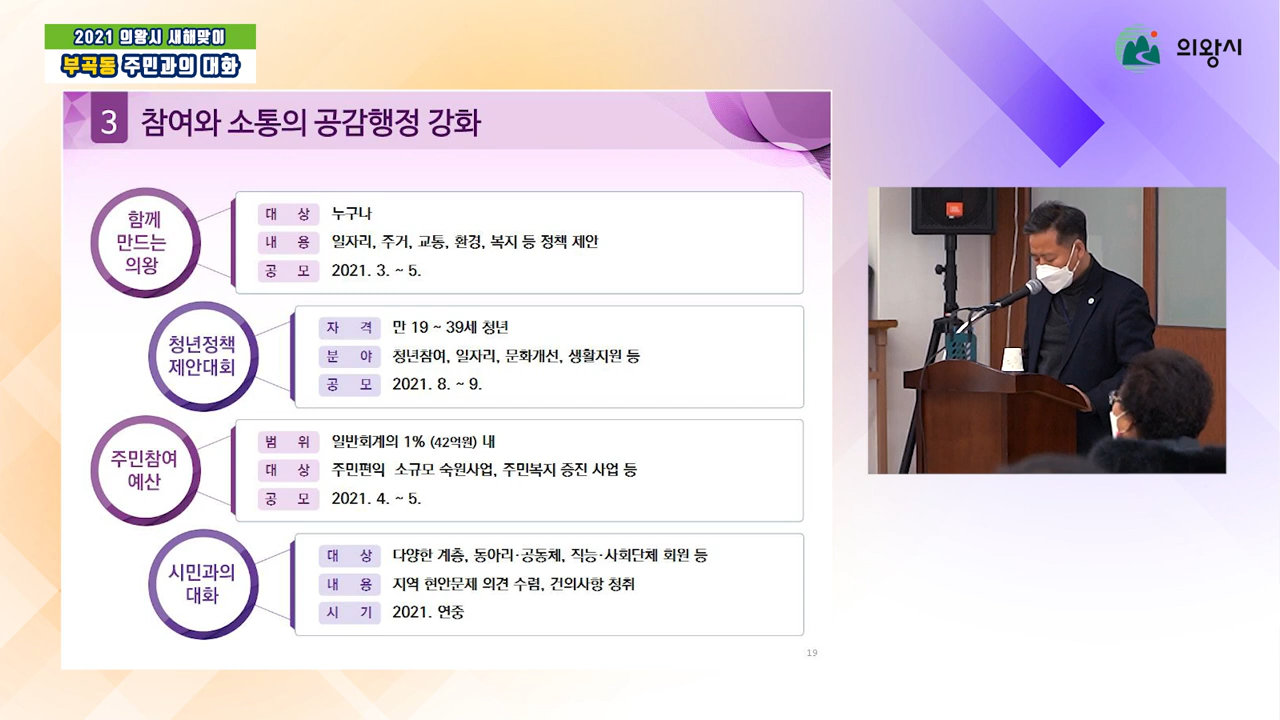 2021 의왕시 새해맞이
부곡동 주민과의 대화
의왕시
3 참여와 소통의 공감행정 강화
함께
만드는
의왕
대 상 누구나
내 용 일자리, 주거, 교통, 환경, 복지 등 정책 제안
공 모 2021. 3. ~ 5.
청년정책
제안대회
자 격 만 19 ~ 39세 청년
분 야 청년참여, 일자리, 문화개선, 생활지원 등
공 모 2021. 8. ~ 9.
주민참여
예산
범 위 일반회계의 1% (42억원) 내
대 상 주민편익 소규모 숙원사업, 주민복지 증진 사업 등
공 모 2021. 4. ~ 5.
시민과의
대화
대 상 다양한 계층, 동아리·공동체, 직능·사회단체 회원 등
내 용 지역 현안문제 의견 수렴, 건의사항 청취
시 기 2021. 연중
19